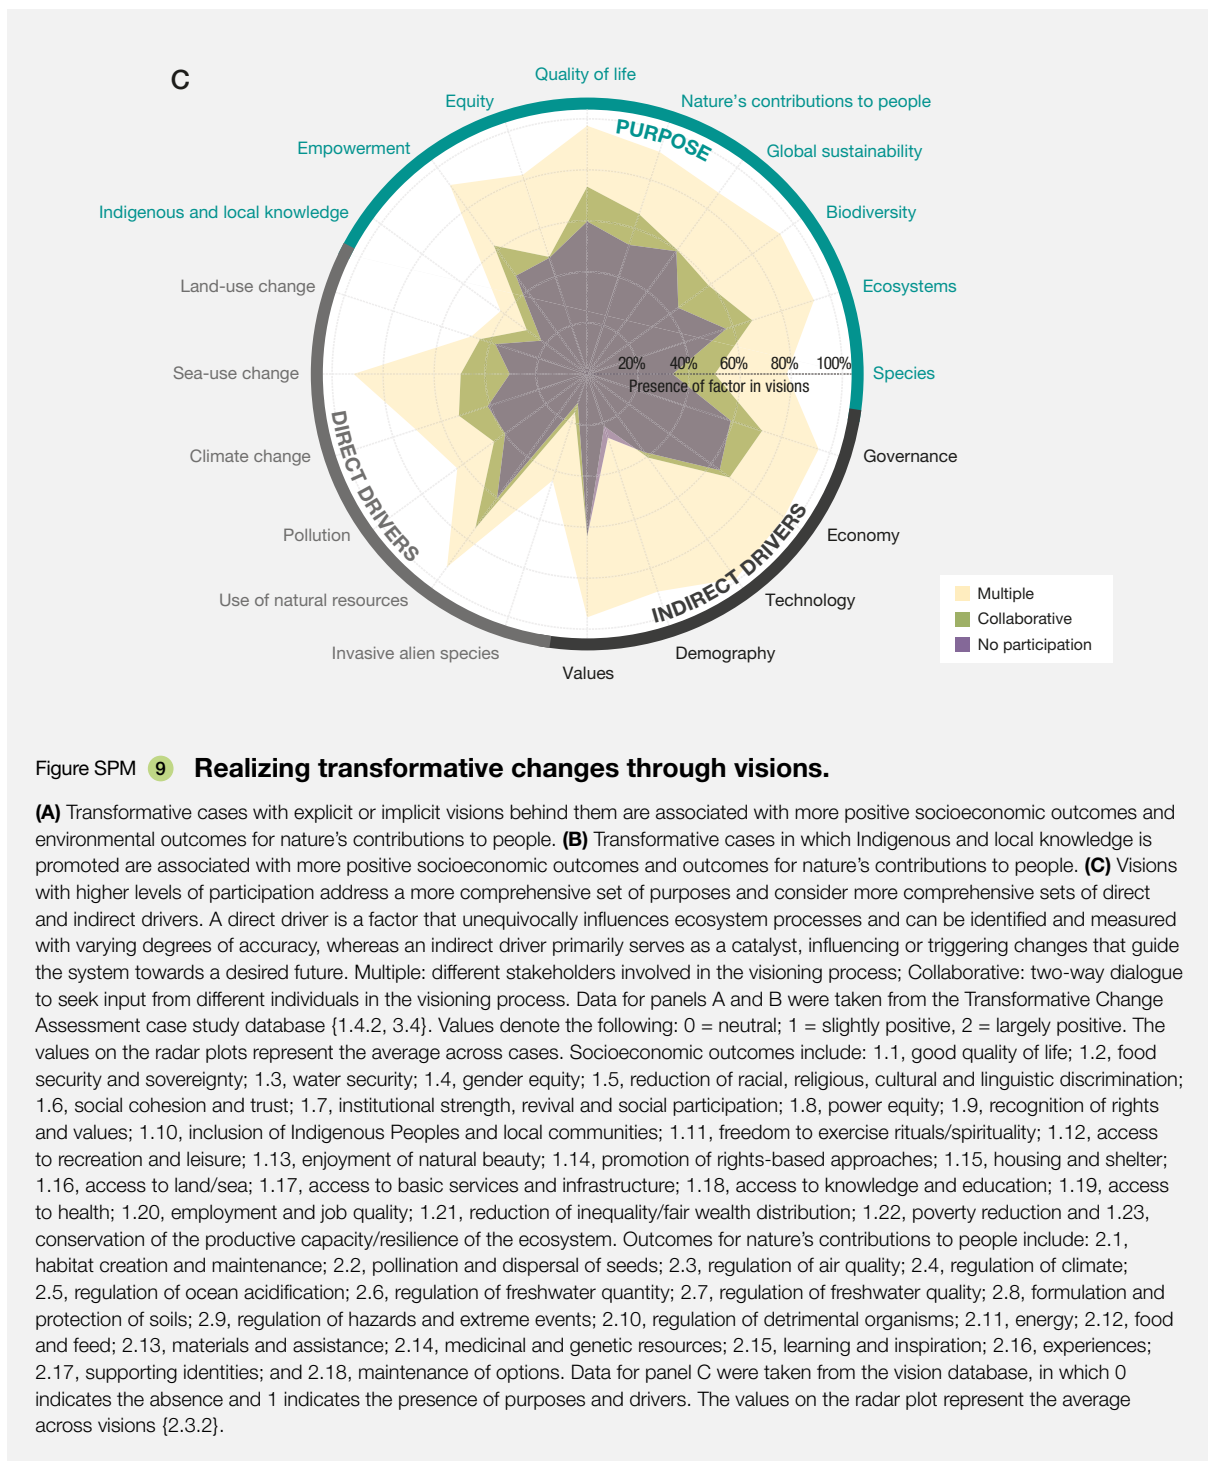 C
Quality of life
Equity
Nature's contributions to people
PURPOSE
Empowerment
Global sustainability
Indigenous and local knowledge
Biodiversity
Land-use change
Ecosystems
20% 40% 60% 80% 100%
Sea-use change
Species
Presence of factor in visions
DIRECT DRIVERS
Climate change
Governance
Pollution
Economy
INDIRECT DRIVERS
Use of natural resources
Technology
Invasive alien species
Demography
Values
Multiple
Collaborative
No participation
Figure SPM 9 Realizing transformative changes through visions.
(A) Transformative cases with explicit or implicit visions behind them are associated with more positive socioeconomic outcomes and
environmental outcomes for nature's contributions to people. (B) Transformative cases in which Indigenous and local knowledge is
promoted are associated with more positive socioeconomic outcomes and outcomes for nature's contributions to people. (C) Visions
with higher levels of participation address a more comprehensive set of purposes and consider more comprehensive sets of direct
and indirect drivers. A direct driver is a factor that unequivocally influences ecosystem processes and can be identified and measured
with varying degrees of accuracy, whereas an indirect driver primarily serves as a catalyst, influencing or triggering changes that guide
the system towards a desired future. Multiple: different stakeholders involved in the visioning process; Collaborative: two-way dialogue
to seek input from different individuals in the visioning process. Data for panels A and B were taken from the Transformative Change
Assessment case study database {1.4.2, 3.4}. Values denote the following: 0 = neutral; 1 = slightly positive, 2 = largely positive. The
values on the radar plots represent the average across cases. Socioeconomic outcomes include: 1.1, good quality of life; 1.2, food
security and sovereignty; 1.3, water security; 1.4, gender equity; 1.5, reduction of racial, religious, cultural and linguistic discrimination;
1.6, social cohesion and trust; 1.7, institutional strength, revival and social participation; 1.8, power equity; 1.9, recognition of rights
and values; 1.10, inclusion of Indigenous Peoples and local communities; 1.11, freedom to exercise rituals/spirituality; 1.12, access
to recreation and leisure; 1.13, enjoyment of natural beauty; 1.14, promotion of rights-based approaches; 1.15, housing and shelter;
1.16, access to land/sea; 1.17, access to basic services and infrastructure; 1.18, access to knowledge and education; 1.19, access
to health; 1.20, employment and job quality; 1.21, reduction of inequality/fair wealth distribution; 1.22, poverty reduction and 1.23,
conservation of the productive capacity/resilience of the ecosystem. Outcomes for nature's contributions to people include: 2.1,
habitat creation and maintenance; 2.2, pollination and dispersal of seeds; 2.3, regulation of air quality; 2.4, regulation of climate;
2.5, regulation of ocean acidification; 2.6, regulation of freshwater quantity; 2.7, regulation of freshwater quality; 2.8, formulation and
protection of soils; 2.9, regulation of hazards and extreme events; 2.10, regulation of detrimental organisms; 2.11, energy; 2.12, food
and feed; 2.13, materials and assistance; 2.14, medicinal and genetic resources; 2.15, learning and inspiration; 2.16, experiences;
2.17, supporting identities; and 2.18, maintenance of options. Data for panel C were taken from the vision database, in which 0
indicates the absence and 1 indicates the presence of purposes and drivers. The values on the radar plot represent the average
across visions {2.3.2}.